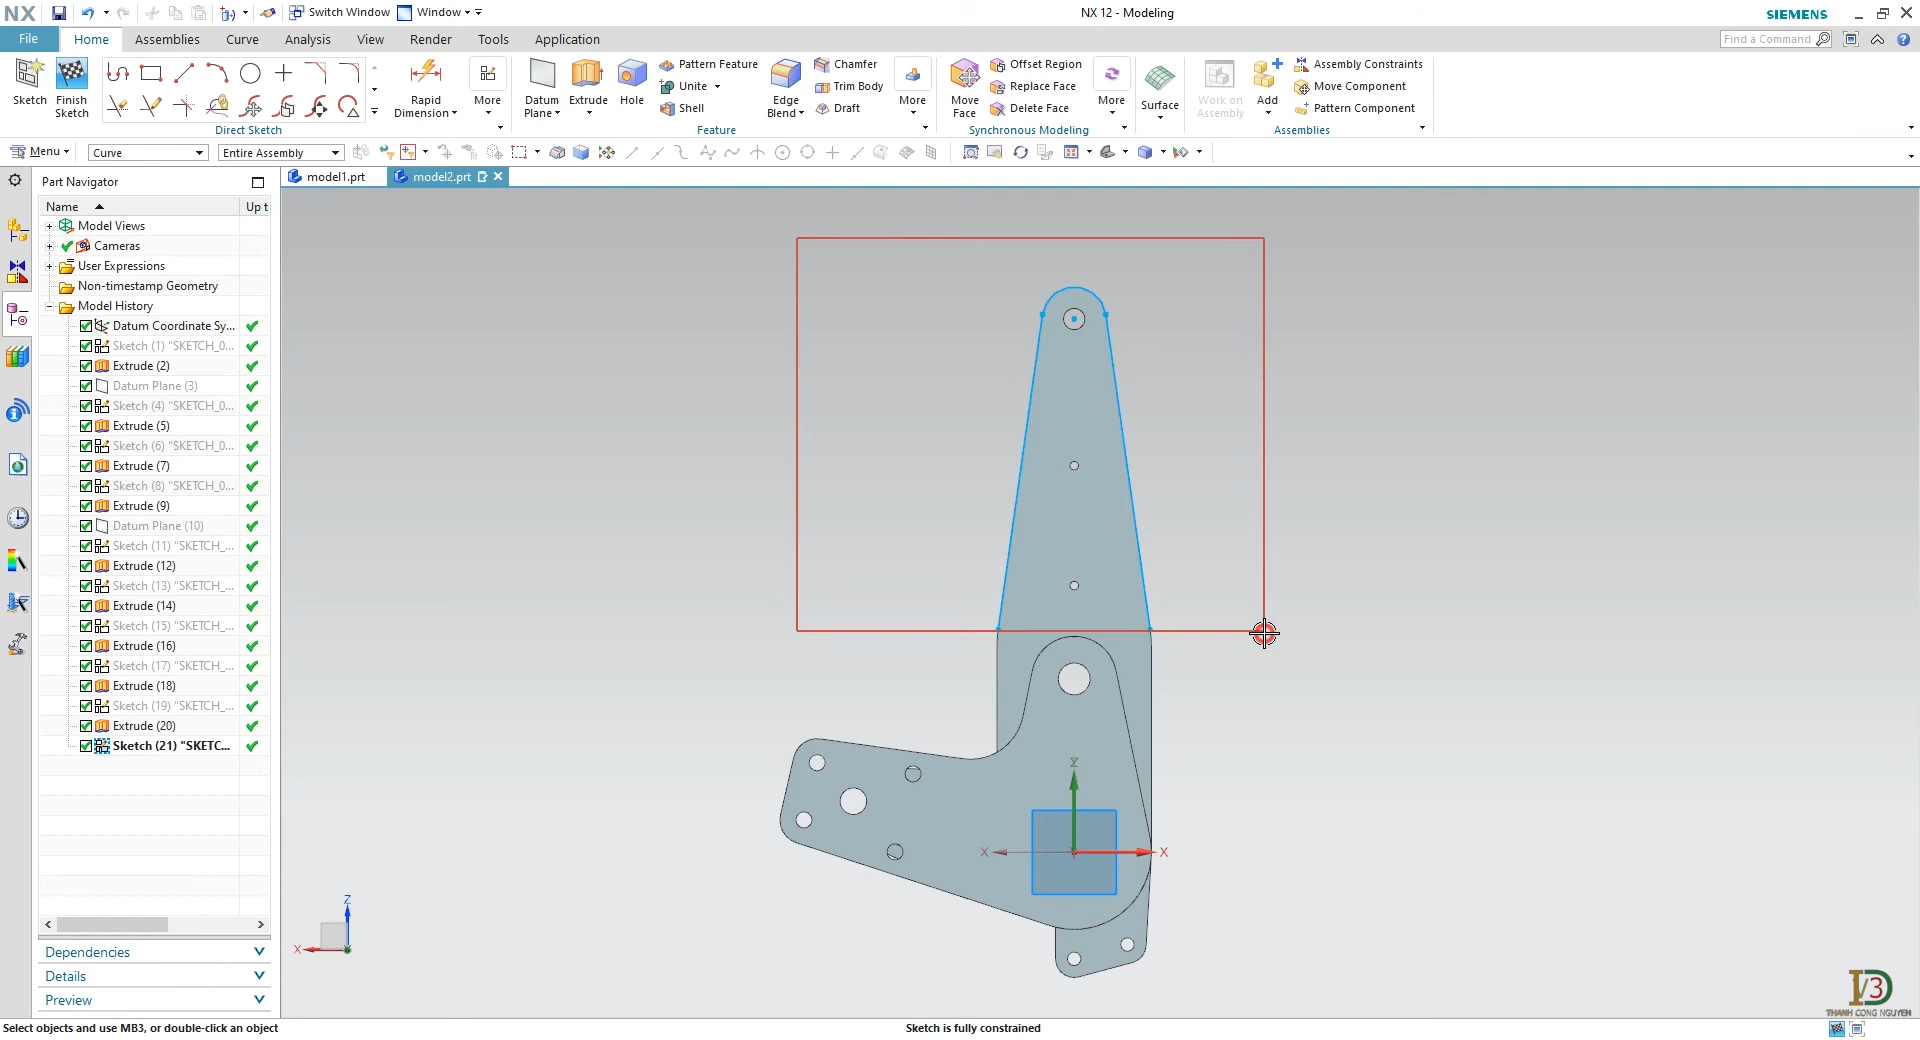 NX
Switch Window
Window
NX 12 - Modeling
SIEMENS
File
Home
Assemblies
Curve
Analysis
View
Render
Tools
Application
Find a Command
Sketch
Finish
Sketch
Direct Sketch
Rapid
Dimension
More
Datum
Plane
Extrude
Hole
Pattern Feature
Unite
Shell
Edge
Blend
Chamfer
Trim Body
Draft
More
Feature
Move
Face
Offset Region
Replace Face
Delete Face
More
Synchronous Modeling
Surface
Work on
Assembly
Add
Assembly Constraints
Move Component
Pattern Component
Assemblies
Menu
Curve
Entire Assembly
Part Navigator
model1.prt
model2.prt
Name
Up t
Model Views
Cameras
User Expressions
Non-timestamp Geometry
Model History
Datum Coordinate Sy...
Sketch (1) "SKETCH_0...
Extrude (2)
Datum Plane (3)
Sketch (4) "SKETCH_0...
Extrude (5)
Sketch (6) "SKETCH_0...
Extrude (7)
Sketch (8) "SKETCH_0...
Extrude (9)
Datum Plane (10)
Sketch (11) "SKETCH_...
Extrude (12)
Sketch (13) "SKETCH_...
Extrude (14)
Sketch (15) "SKETCH_...
Extrude (16)
Sketch (17) "SKETCH_...
Extrude (18)
Sketch (19) "SKETCH_...
Extrude (20)
Sketch (21) "SKETC...
Y
X
X
Z
X
Dependencies
Details
Preview
THANH CONG NGUYEN
Select objects and use MB3, or double-click an object
Sketch is fully constrained